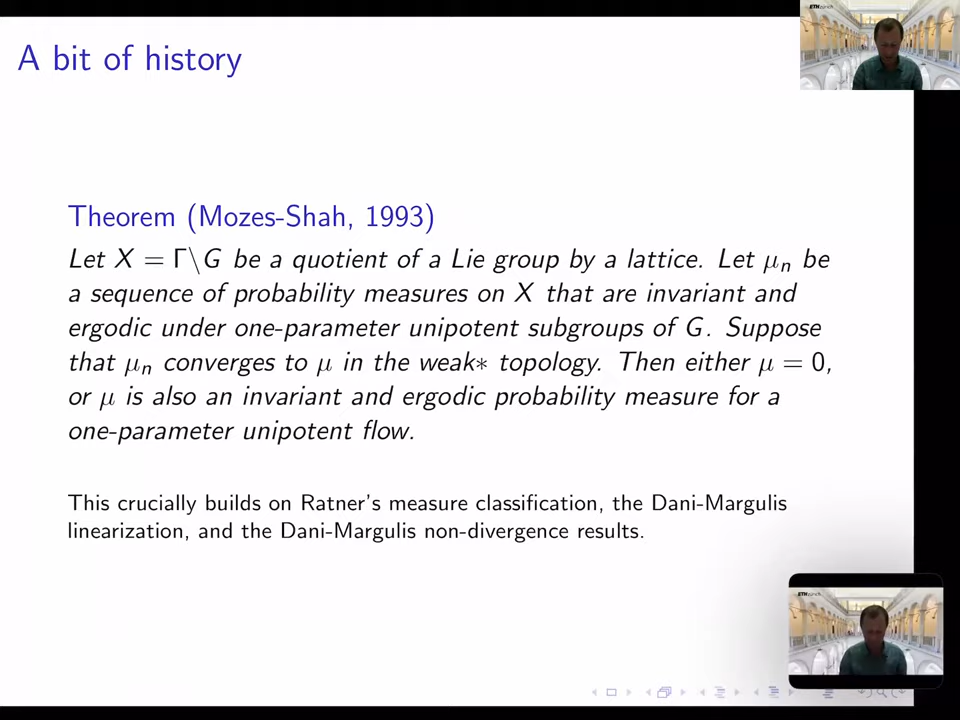 ETH zürich
A bit of history
Theorem (Mozes-Shah, 1993)
Let X = Γ\G be a quotient of a Lie group by a lattice. Let μₙ be
a sequence of probability measures on X that are invariant and
ergodic under one-parameter unipotent subgroups of G. Suppose
that μₙ converges to μ in the weak∗ topology. Then either μ = 0,
or μ is also an invariant and ergodic probability measure for a
one-parameter unipotent flow.
This crucially builds on Ratner's measure classification, the Dani-Margulis
linearization, and the Dani-Margulis non-divergence results.
ETH zürich